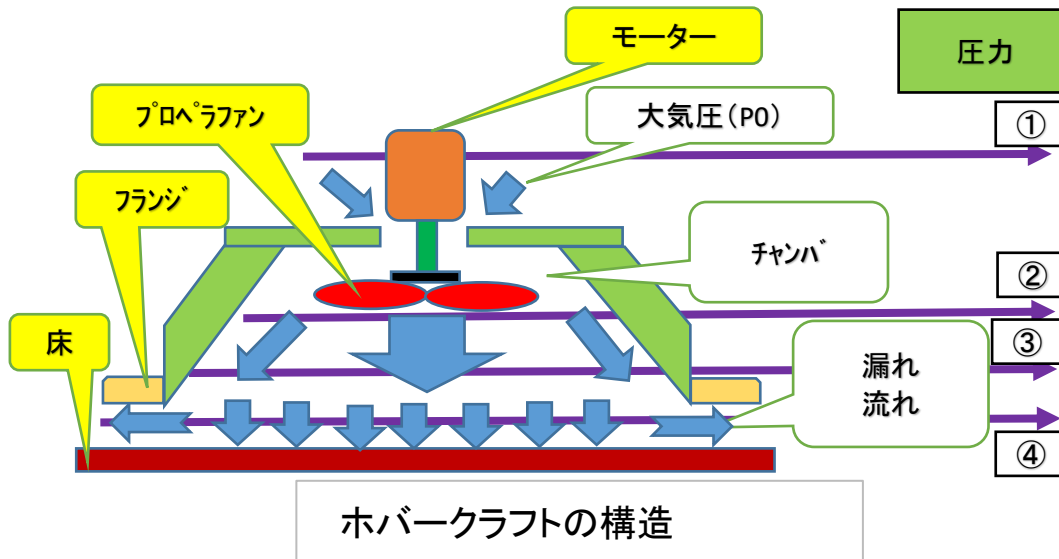 モーター
圧力
プロペラファン
大気圧(P0)
①
フランジ
チャンバ
②
床
③
漏れ
流れ
④
ホバークラフトの構造